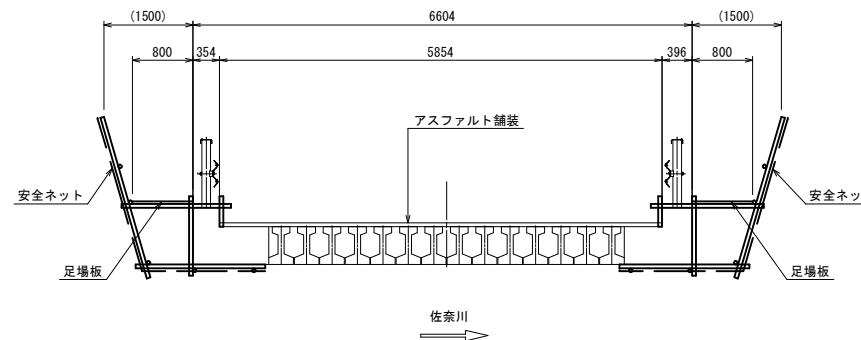 (1500) 6604 (1500)
800 354 5854 396 800
アスファルト舗装
安全ネット 安全ネッ
足場板 足場板
佐奈川